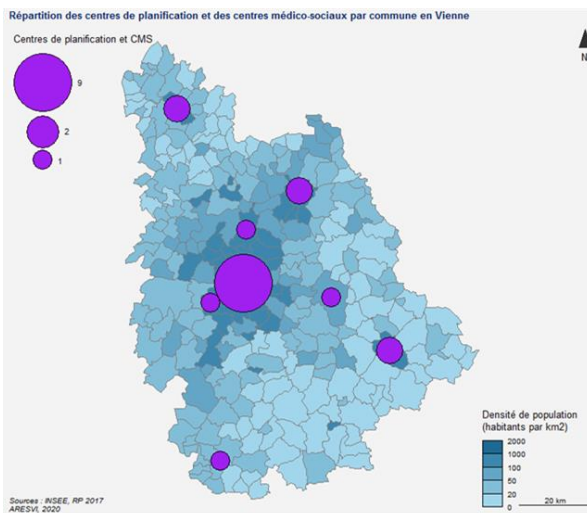 Répartition des centres de planification et des centres médico-sociaux par commune en Vienne
Centres de planification et CMS
9
2
1
N
Densité de population
(habitants par km2)
2000
1000
100
50
20
0
20 km
Sources : INSEE, RP 2017
ARESVI, 2020